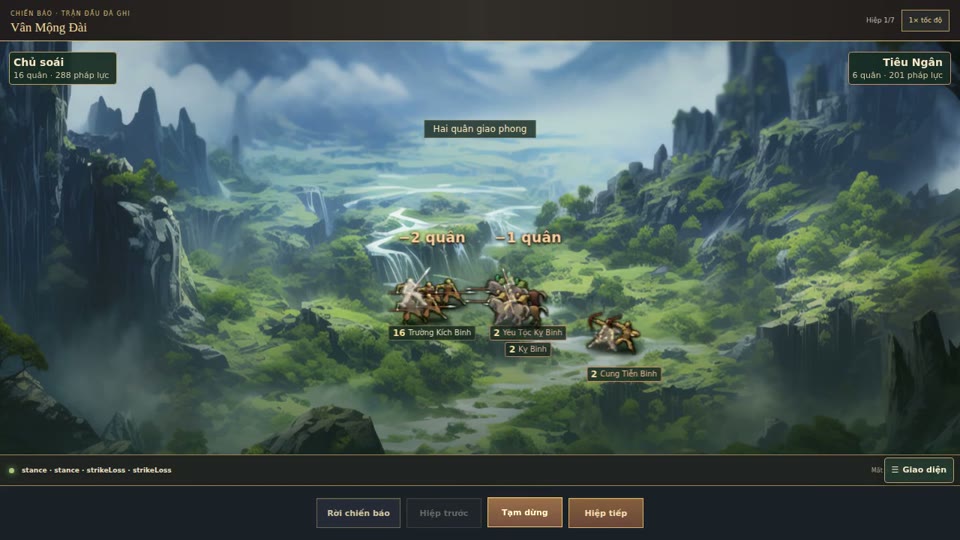 CHIẾN BÁO · TRẬN ĐẤU ĐÃ GHI
Vân Mộng Đài
Hiệp 1/7
1× tốc độ
Chủ soái
16 quân · 288 pháp lực
Tiêu Ngân
6 quân · 201 pháp lực
Hai quân giao phong
−2 quân
−1 quân
16 Trường Kích Binh
2 Yêu Tộc Kỵ Binh
2 Kỵ Binh
2 Cung Tiễn Binh
stance · stance · strikeLoss · strikeLoss
Mất
☰ Giao diện
Rời chiến báo
Hiệp trước
Tạm dừng
Hiệp tiếp